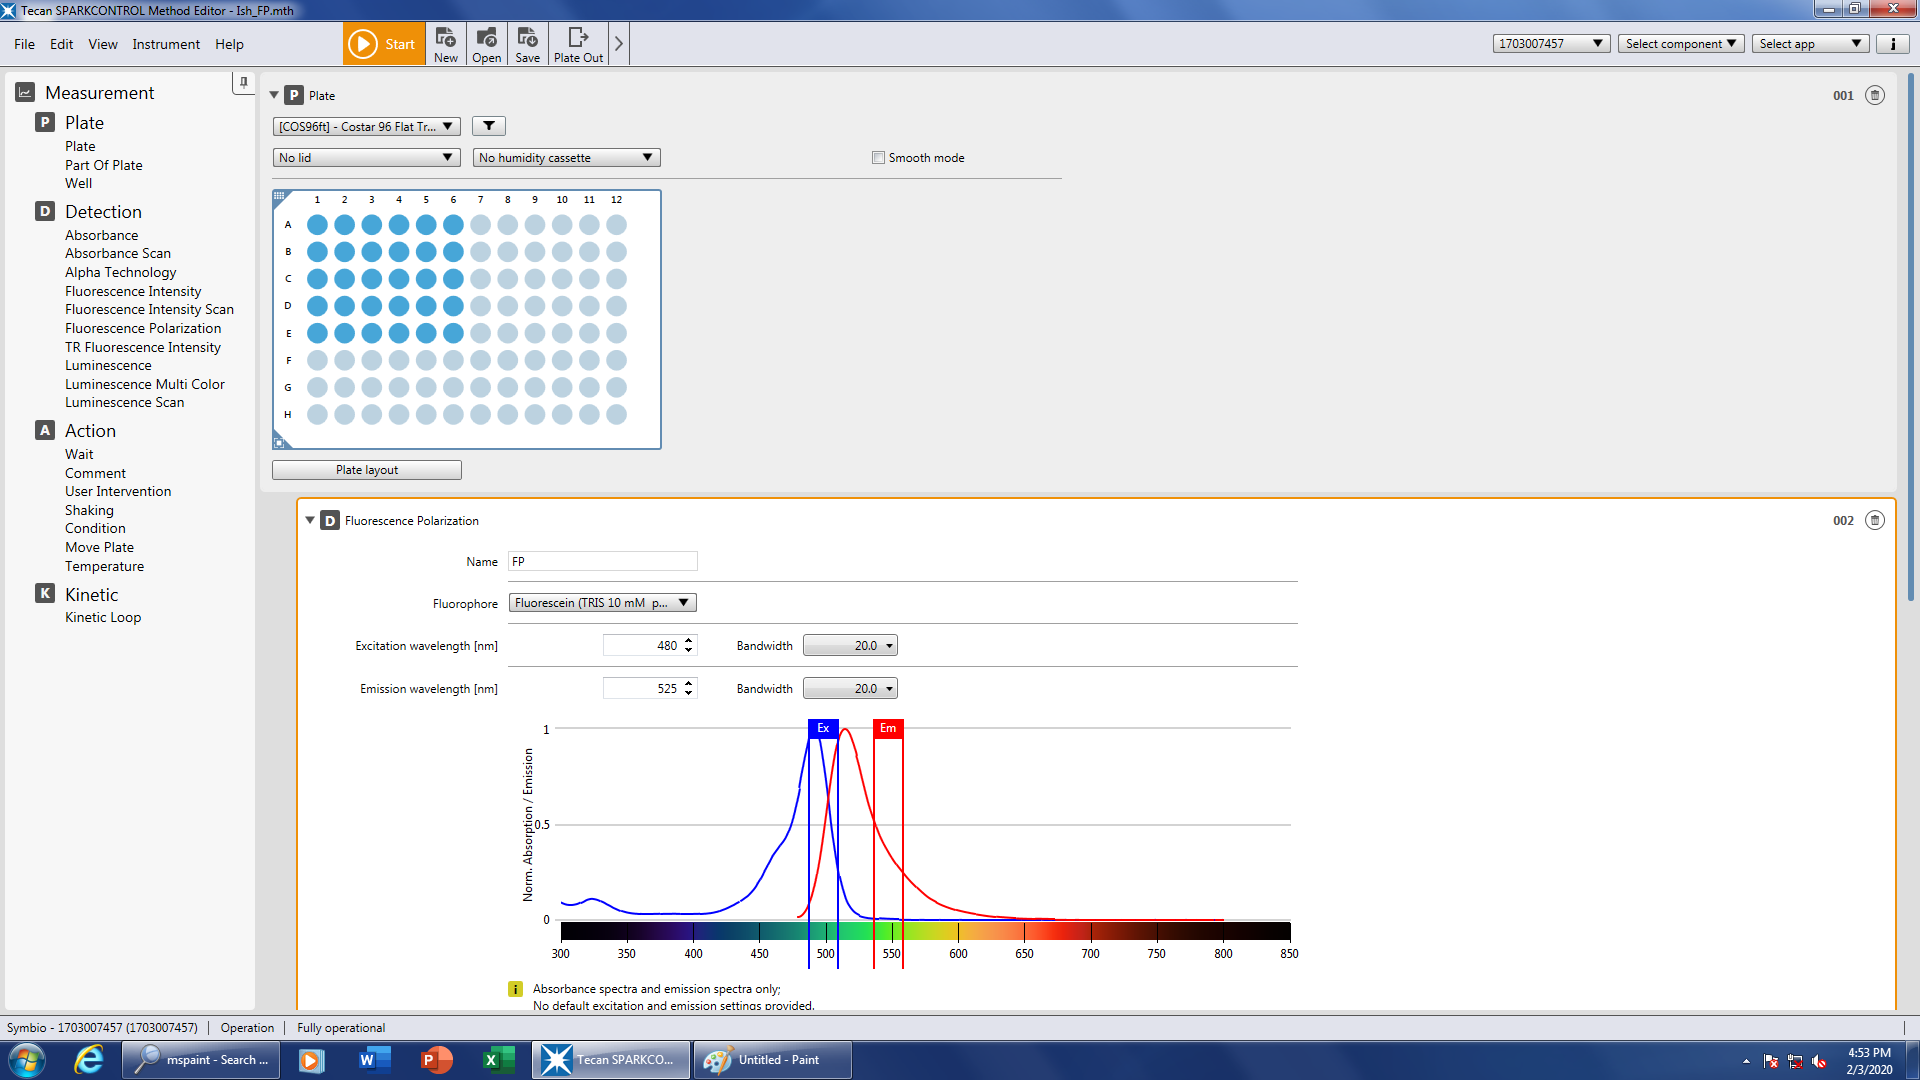 Tecan SPARKCONTROL Method Editor - Ish_FP.mth
File Edit View Instrument Help
Start
New Open Save Plate Out
1703007457 Select component Select app i
Measurement
P Plate
Plate
Part Of Plate
Well
D Detection
Absorbance
Absorbance Scan
Alpha Technology
Fluorescence Intensity
Fluorescence Intensity Scan
Fluorescence Polarization
TR Fluorescence Intensity
Luminescence
Luminescence Multi Color
Luminescence Scan
A Action
Wait
Comment
User Intervention
Shaking
Condition
Move Plate
Temperature
K Kinetic
Kinetic Loop
P Plate 001
[COS96ft] - Costar 96 Flat Tr...
No lid No humidity cassette Smooth mode
1 2 3 4 5 6 7 8 9 10 11 12
A
B
C
D
E
F
G
H
Plate layout
D Fluorescence Polarization 002
Name FP
Fluorophore Fluorescein (TRIS 10 mM p...
Excitation wavelength [nm] 480 Bandwidth 20.0
Emission wavelength [nm] 525 Bandwidth 20.0
Ex Em
Norm. Absorption / Emission
1
0.5
0
300 350 400 450 500 550 600 650 700 750 800 850
i Absorbance spectra and emission spectra only;
No default excitation and emission settings provided.
Symbio - 1703007457 (1703007457) Operation Fully operational
mspaint - Search ... Tecan SPARKCO... Untitled - Paint
4:53 PM
2/3/2020